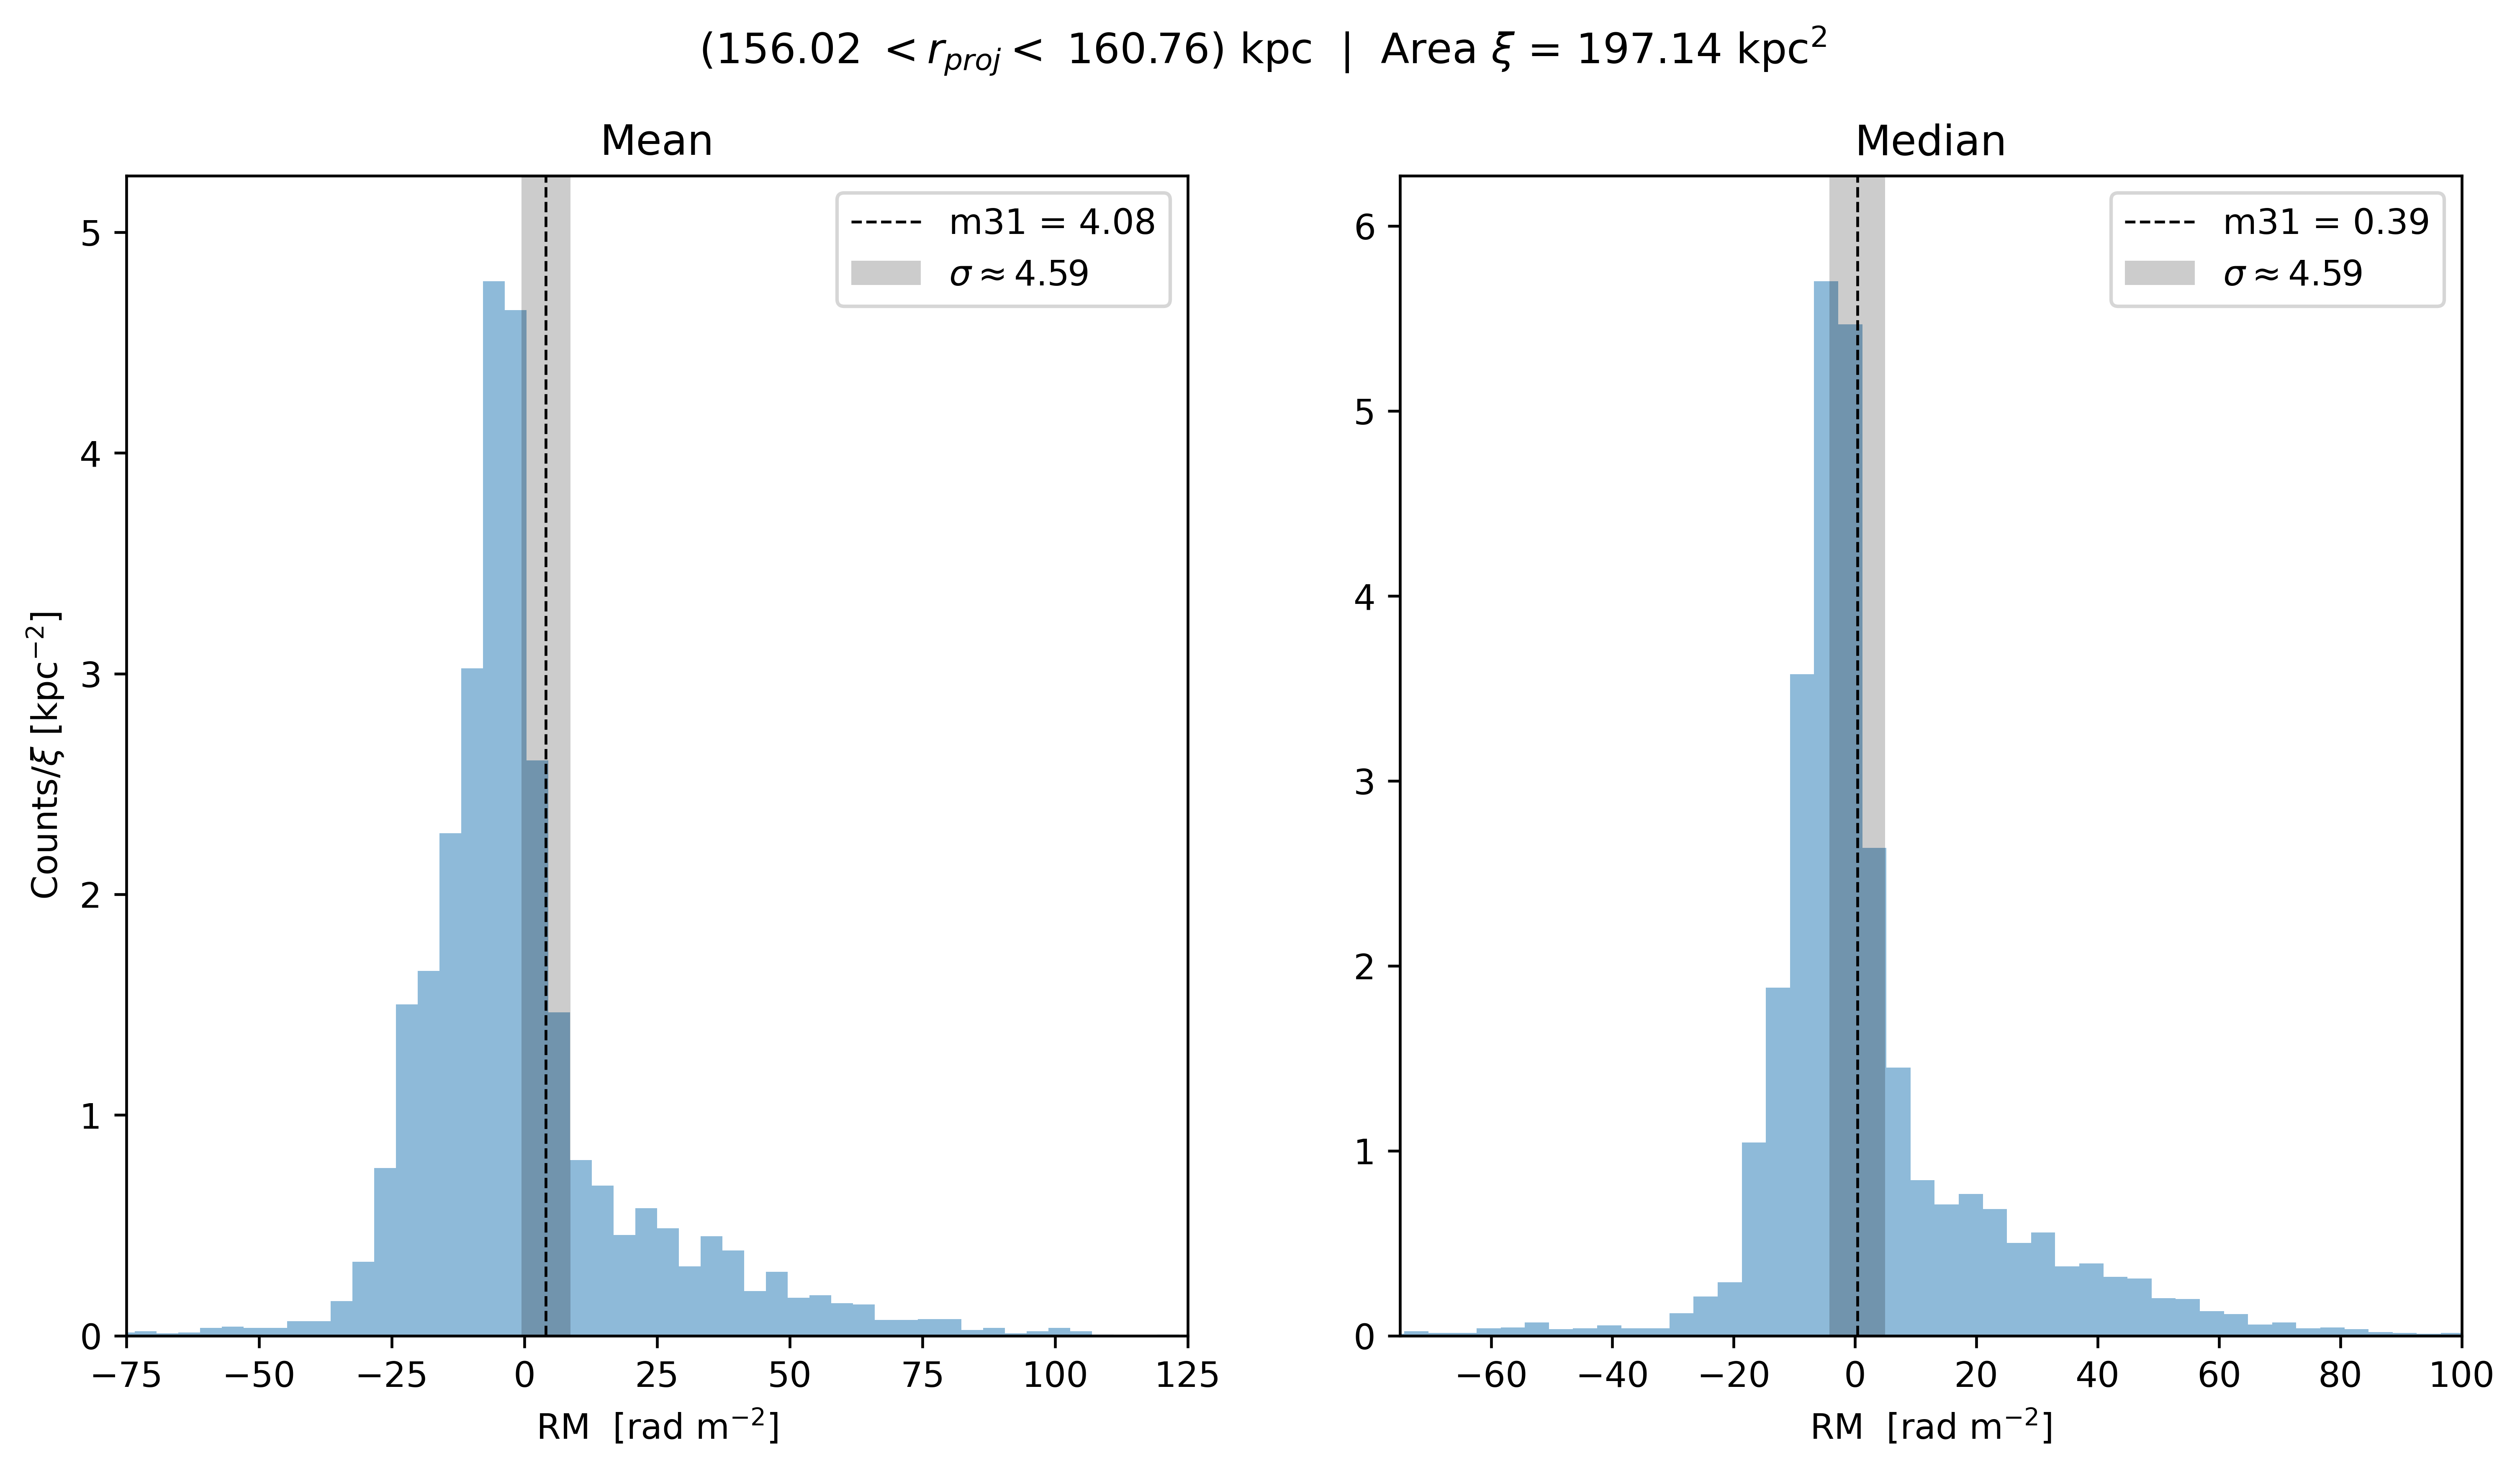 (156.02 < r_proj < 160.76) kpc | Area ξ = 197.14 kpc²
Mean
m31 = 4.08
σ ≈ 4.59
5
4
3
2
1
0
Counts/ξ [kpc⁻²]
−75 −50 −25 0 25 50 75 100 125
RM [rad m⁻²]
Median
m31 = 0.39
σ ≈ 4.59
6
5
4
3
2
1
0
−60 −40 −20 0 20 40 60 80 100
RM [rad m⁻²]